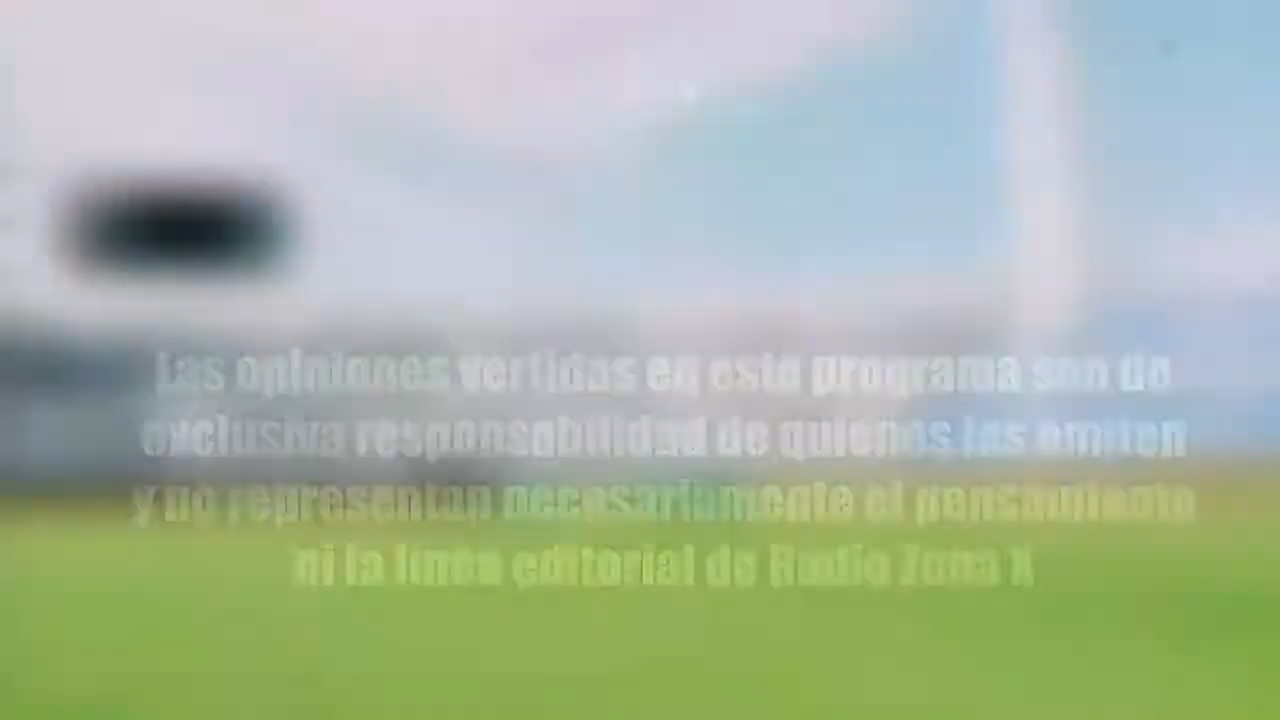 Las opiniones vertidas en este programa son de
exclusiva responsabilidad de quienes las emiten
y no representan necesariamente el pensamiento
ni la línea editorial de Radio Zona X